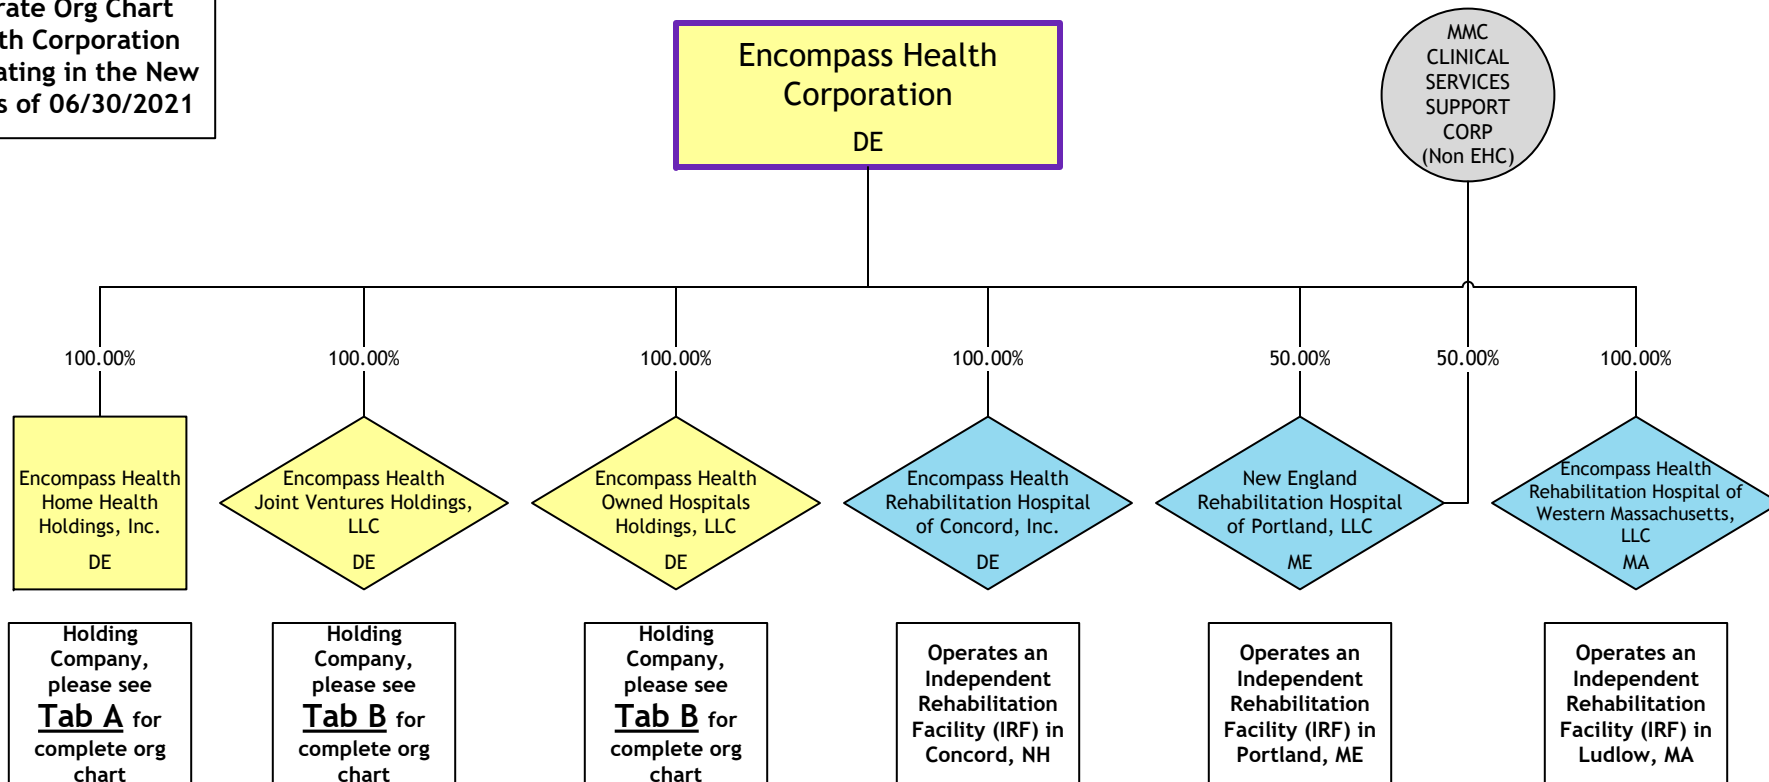 rate Org Chart
th Corporation
ating in the New
s of 06/30/2021
Encompass Health
Corporation
DE
MMC
CLINICAL
SERVICES
SUPPORT
CORP
(Non EHC)
100.00%
100.00%
100.00%
100.00%
50.00%
50.00%
100.00%
Encompass Health
Home Health
Holdings, Inc.
DE
Encompass Health
Joint Ventures Holdings,
LLC
DE
Encompass Health
Owned Hospitals
Holdings, LLC
DE
Encompass Health
Rehabilitation Hospital
of Concord, Inc.
DE
New England
Rehabilitation Hospital
of Portland, LLC
ME
Encompass Health
Rehabilitation Hospital of
Western Massachusetts,
LLC
MA
Holding
Company,
please see
Tab A for
complete org
chart
Holding
Company,
please see
Tab B for
complete org
chart
Holding
Company,
please see
Tab B for
complete org
chart
Operates an
Independent
Rehabilitation
Facility (IRF) in
Concord, NH
Operates an
Independent
Rehabilitation
Facility (IRF) in
Portland, ME
Operates an
Independent
Rehabilitation
Facility (IRF) in
Ludlow, MA